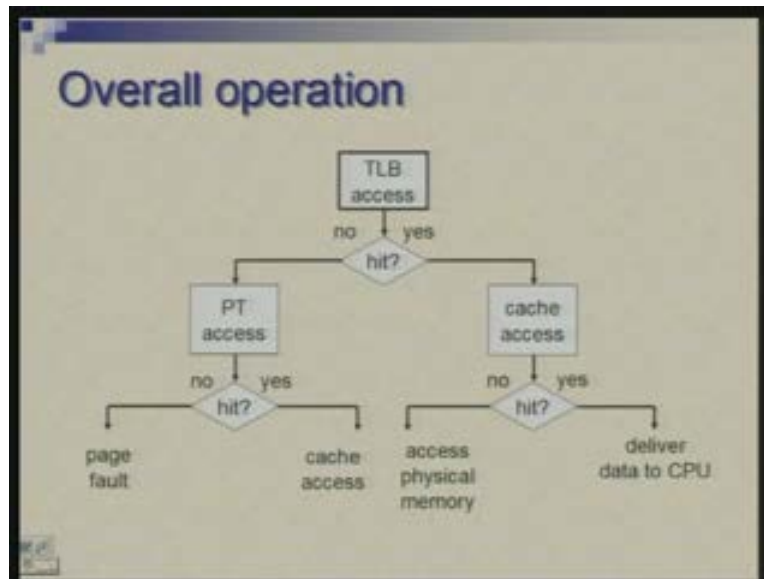 Overall operation
TLB
access
no yes
hit?
PT
access
cache
access
no yes
hit?
no yes
hit?
page
fault
cache
access
access
physical
memory
deliver
data to CPU